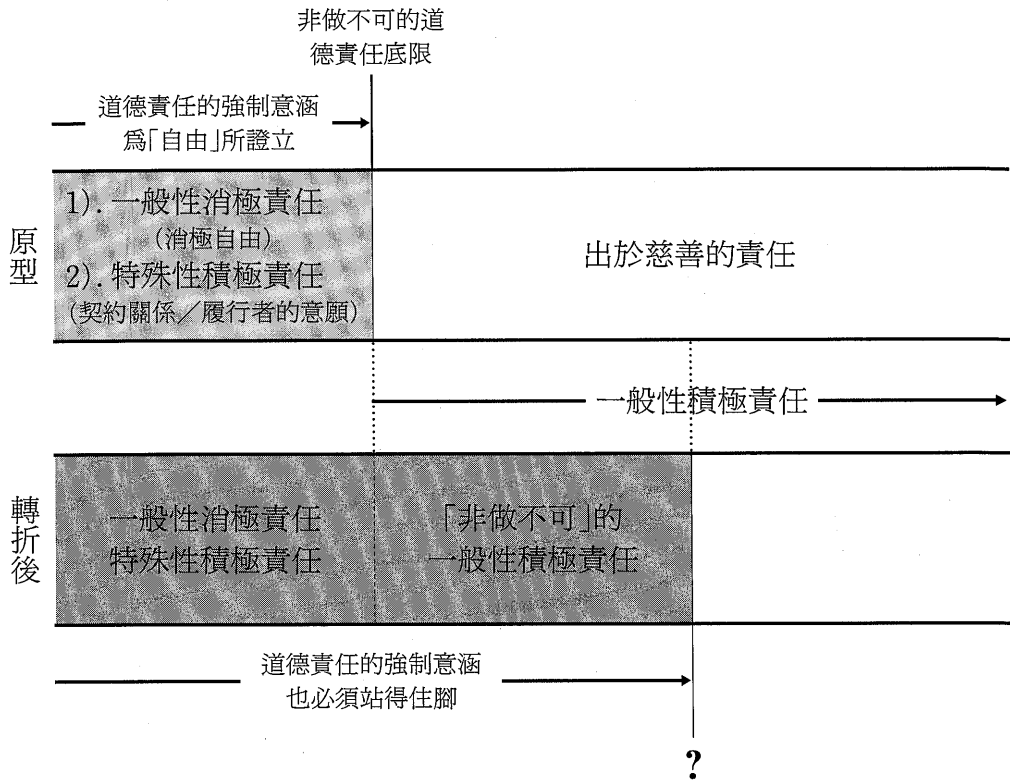 非做不可的道
德責任底限
道德責任的強制意涵
爲「自由」所證立
原型
1). 一般性消極責任
(消極自由)
2). 特殊性積極責任
(契約關係／履行者的意願)
出於慈善的責任
一般性積極責任
轉折後
一般性消極責任
特殊性積極責任
「非做不可」的
一般性積極責任
道德責任的強制意涵
也必須站得住腳
?